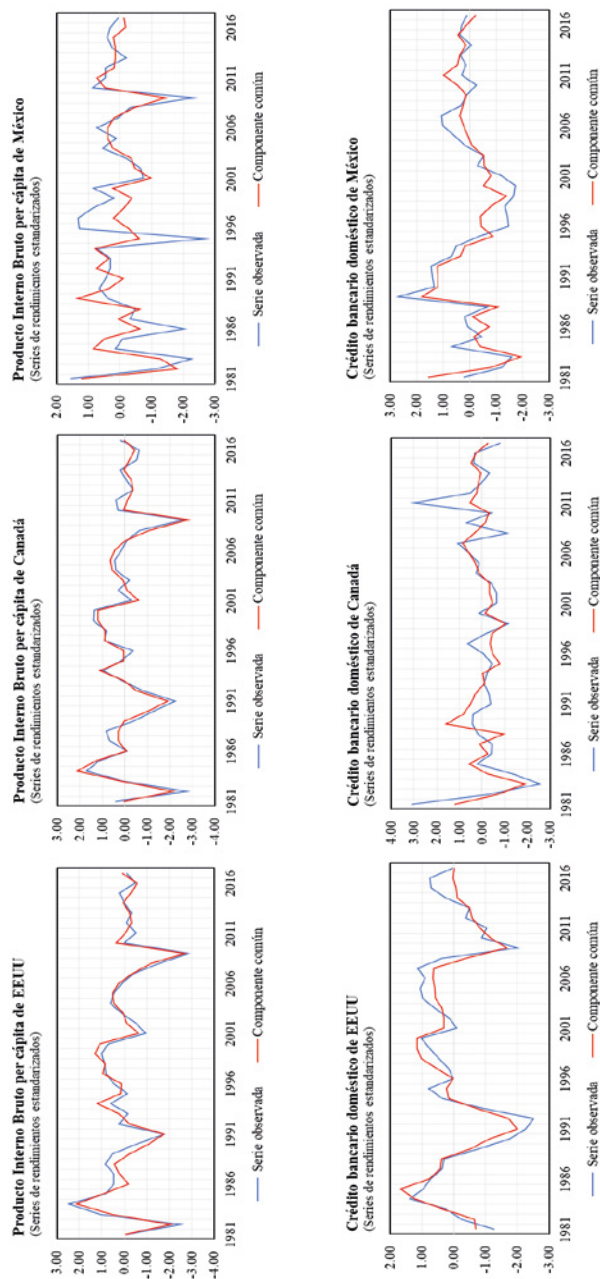 Producto Interno Bruto per cápita de EEUU
(Series de rendimientos estandarizados)
3.00
2.00
1.00
0.00
-1.00
-2.00
-3.00
-4.00
1981 1986 1991 1996 2001 2006 2011 2016
Serie observada Componente común
Producto Interno Bruto per cápita de Canadá
(Series de rendimientos estandarizados)
3.00
2.00
1.00
0.00
-1.00
-2.00
-3.00
-4.00
1981 1986 1991 1996 2001 2006 2011 2016
Serie observada Componente común
Producto Interno Bruto per cápita de México
(Series de rendimientos estandarizados)
2.00
1.00
0.00
-1.00
-2.00
-3.00
1981 1986 1991 1996 2001 2006 2011 2016
Serie observada Componente común
Crédito bancario doméstico de EEUU
(Series de rendimientos estandarizados)
2.00
1.00
0.00
-1.00
-2.00
-3.00
1981 1986 1991 1996 2001 2006 2011 2016
Serie observada Componente común
Crédito bancario doméstico de Canadá
(Series de rendimientos estandarizados)
4.00
3.00
2.00
1.00
0.00
-1.00
-2.00
-3.00
1981 1986 1991 1996 2001 2006 2011 2016
Serie observada Componente común
Crédito bancario doméstico de México
(Series de rendimientos estandarizados)
3.00
2.00
1.00
0.00
-1.00
-2.00
-3.00
1981 1986 1991 1996 2001 2006 2011 2016
Serie observada Componente común